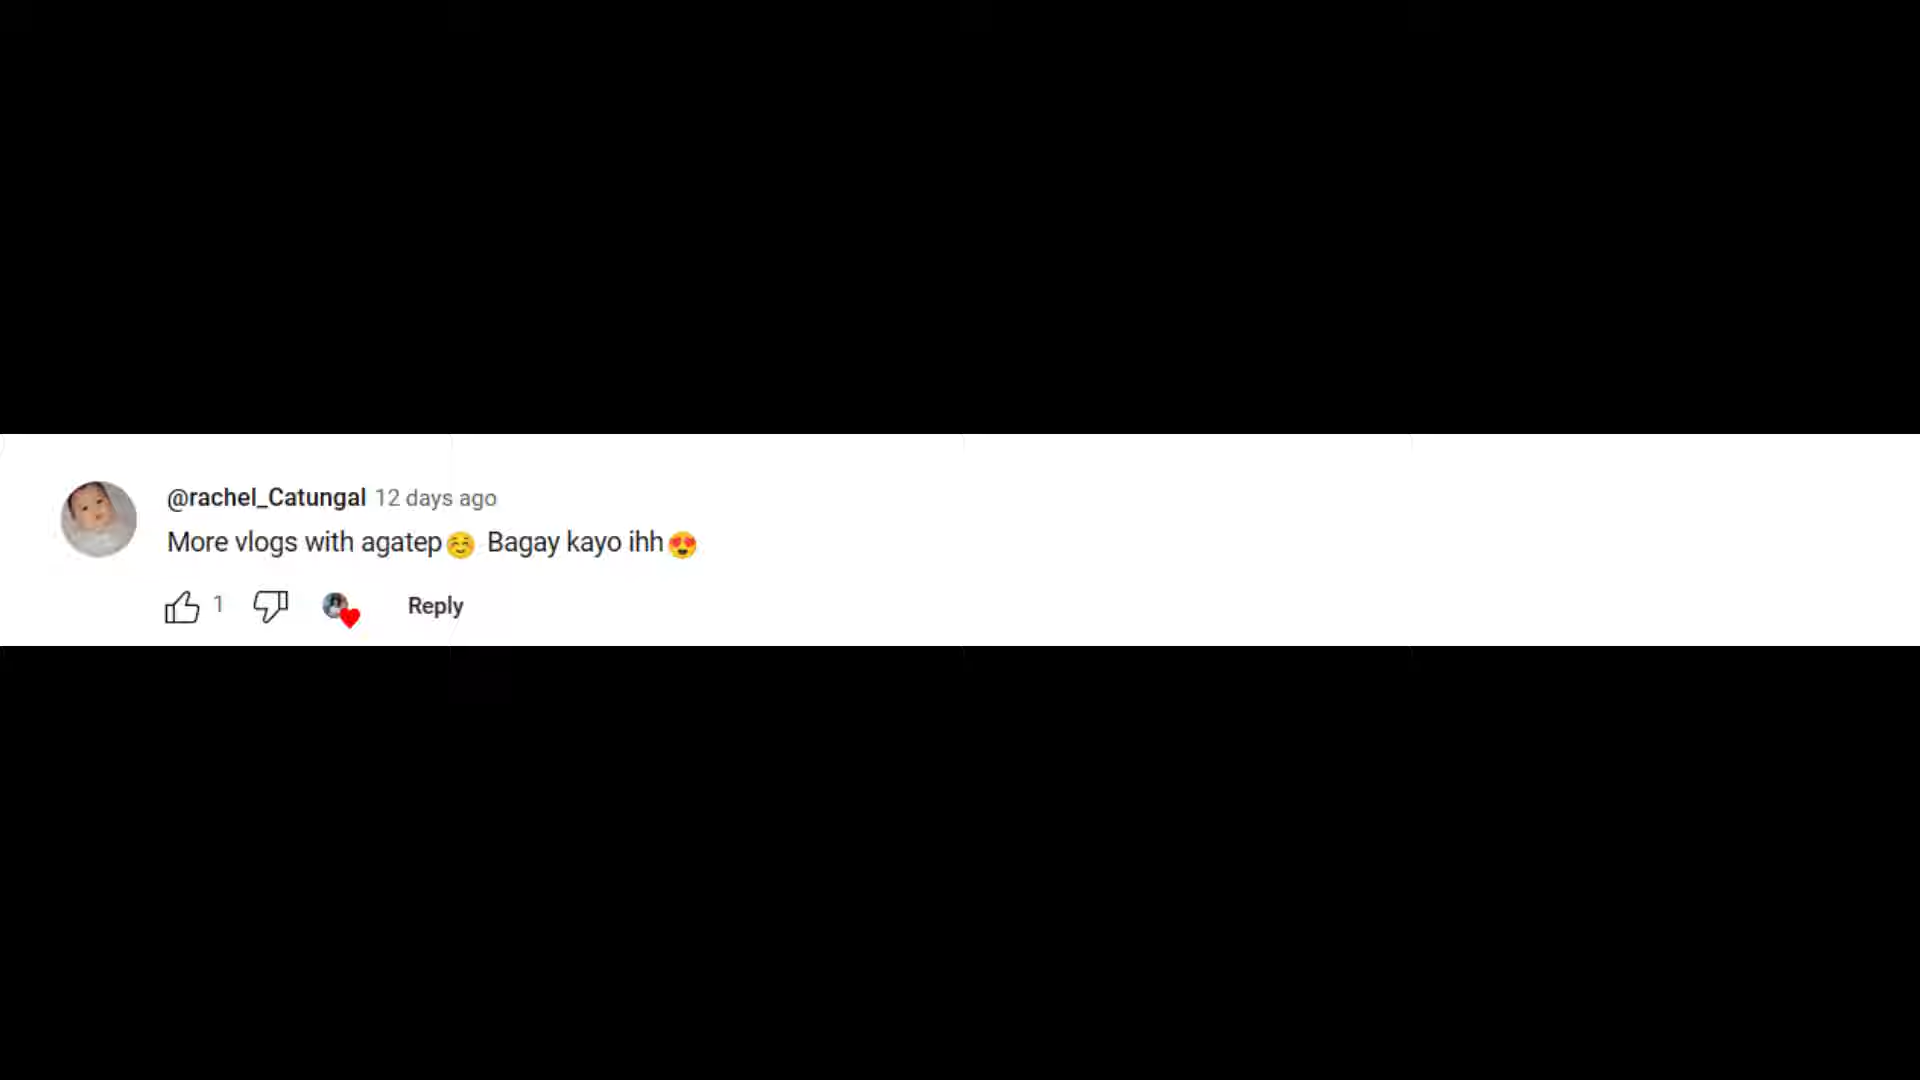 @rachel_Catungal 12 days ago
More vlogs with agatep☺️ Bagay kayo ihh😍
1 Reply